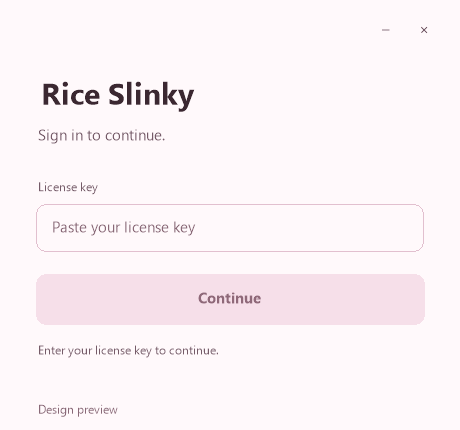 Rice Slinky
Sign in to continue.
License key
Paste your license key
Continue
Enter your license key to continue.
Design preview